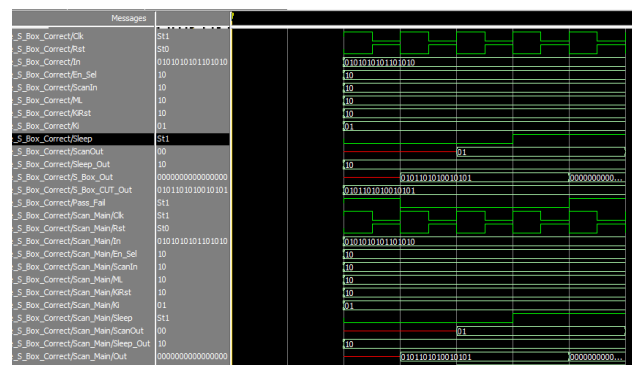 Messages
_S_Box_Correct/Clk St1
_S_Box_Correct/Rst St0
_S_Box_Correct/In 0101010101101010 0101010101101010
_S_Box_Correct/En_Sel 10 10
_S_Box_Correct/ScanIn 10 10
_S_Box_Correct/ML 10 10
_S_Box_Correct/KiRst 10 10
_S_Box_Correct/Ki 01 01
_S_Box_Correct/Sleep St1
_S_Box_Correct/ScanOut 00 01
_S_Box_Correct/Sleep_Out 10 10
_S_Box_Correct/S_Box_Out 0000000000000000 0101101010010101 0000000000...
_S_Box_Correct/S_Box_CUT_Out 0101101010010101 0101101010010101
_S_Box_Correct/Pass_Fail St1
_S_Box_Correct/Scan_Main/Clk St1
_S_Box_Correct/Scan_Main/Rst St0
_S_Box_Correct/Scan_Main/In 0101010101101010 0101010101101010
_S_Box_Correct/Scan_Main/En_Sel 10 10
_S_Box_Correct/Scan_Main/ScanIn 10 10
_S_Box_Correct/Scan_Main/ML 10 10
_S_Box_Correct/Scan_Main/KiRst 10 10
_S_Box_Correct/Scan_Main/Ki 01 01
_S_Box_Correct/Scan_Main/Sleep St1
_S_Box_Correct/Scan_Main/ScanOut 00 01
_S_Box_Correct/Scan_Main/Sleep_Out 10 10
_S_Box_Correct/Scan_Main/Out 0000000000000000 0101101010010101 0000000000...